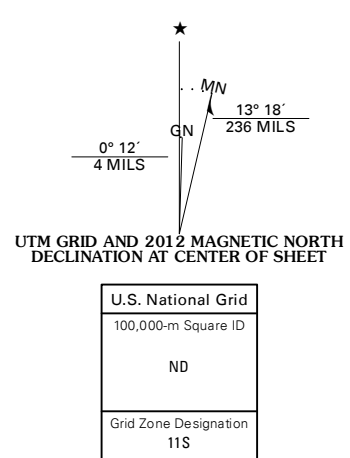 ★
MN
13° 18´
236 MILS
GN
0° 12´
4 MILS
UTM GRID AND 2012 MAGNETIC NORTH
DECLINATION AT CENTER OF SHEET
U.S. National Grid
100,000-m Square ID
ND
Grid Zone Designation
11S